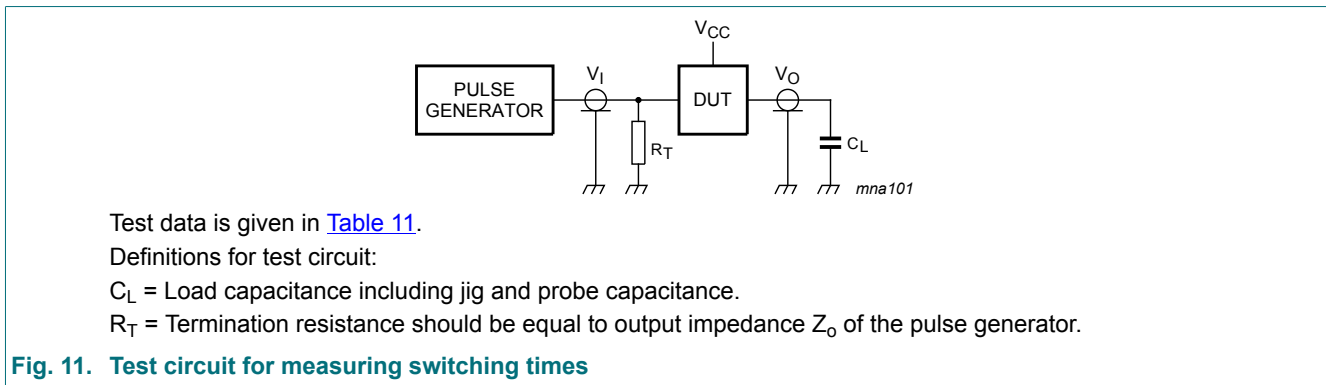 VCC
PULSE
GENERATOR
VI
DUT
VO
RT
CL
mna101
Test data is given in Table 11.
Definitions for test circuit:
CL = Load capacitance including jig and probe capacitance.
RT = Termination resistance should be equal to output impedance Zo of the pulse generator.
Fig. 11. Test circuit for measuring switching times